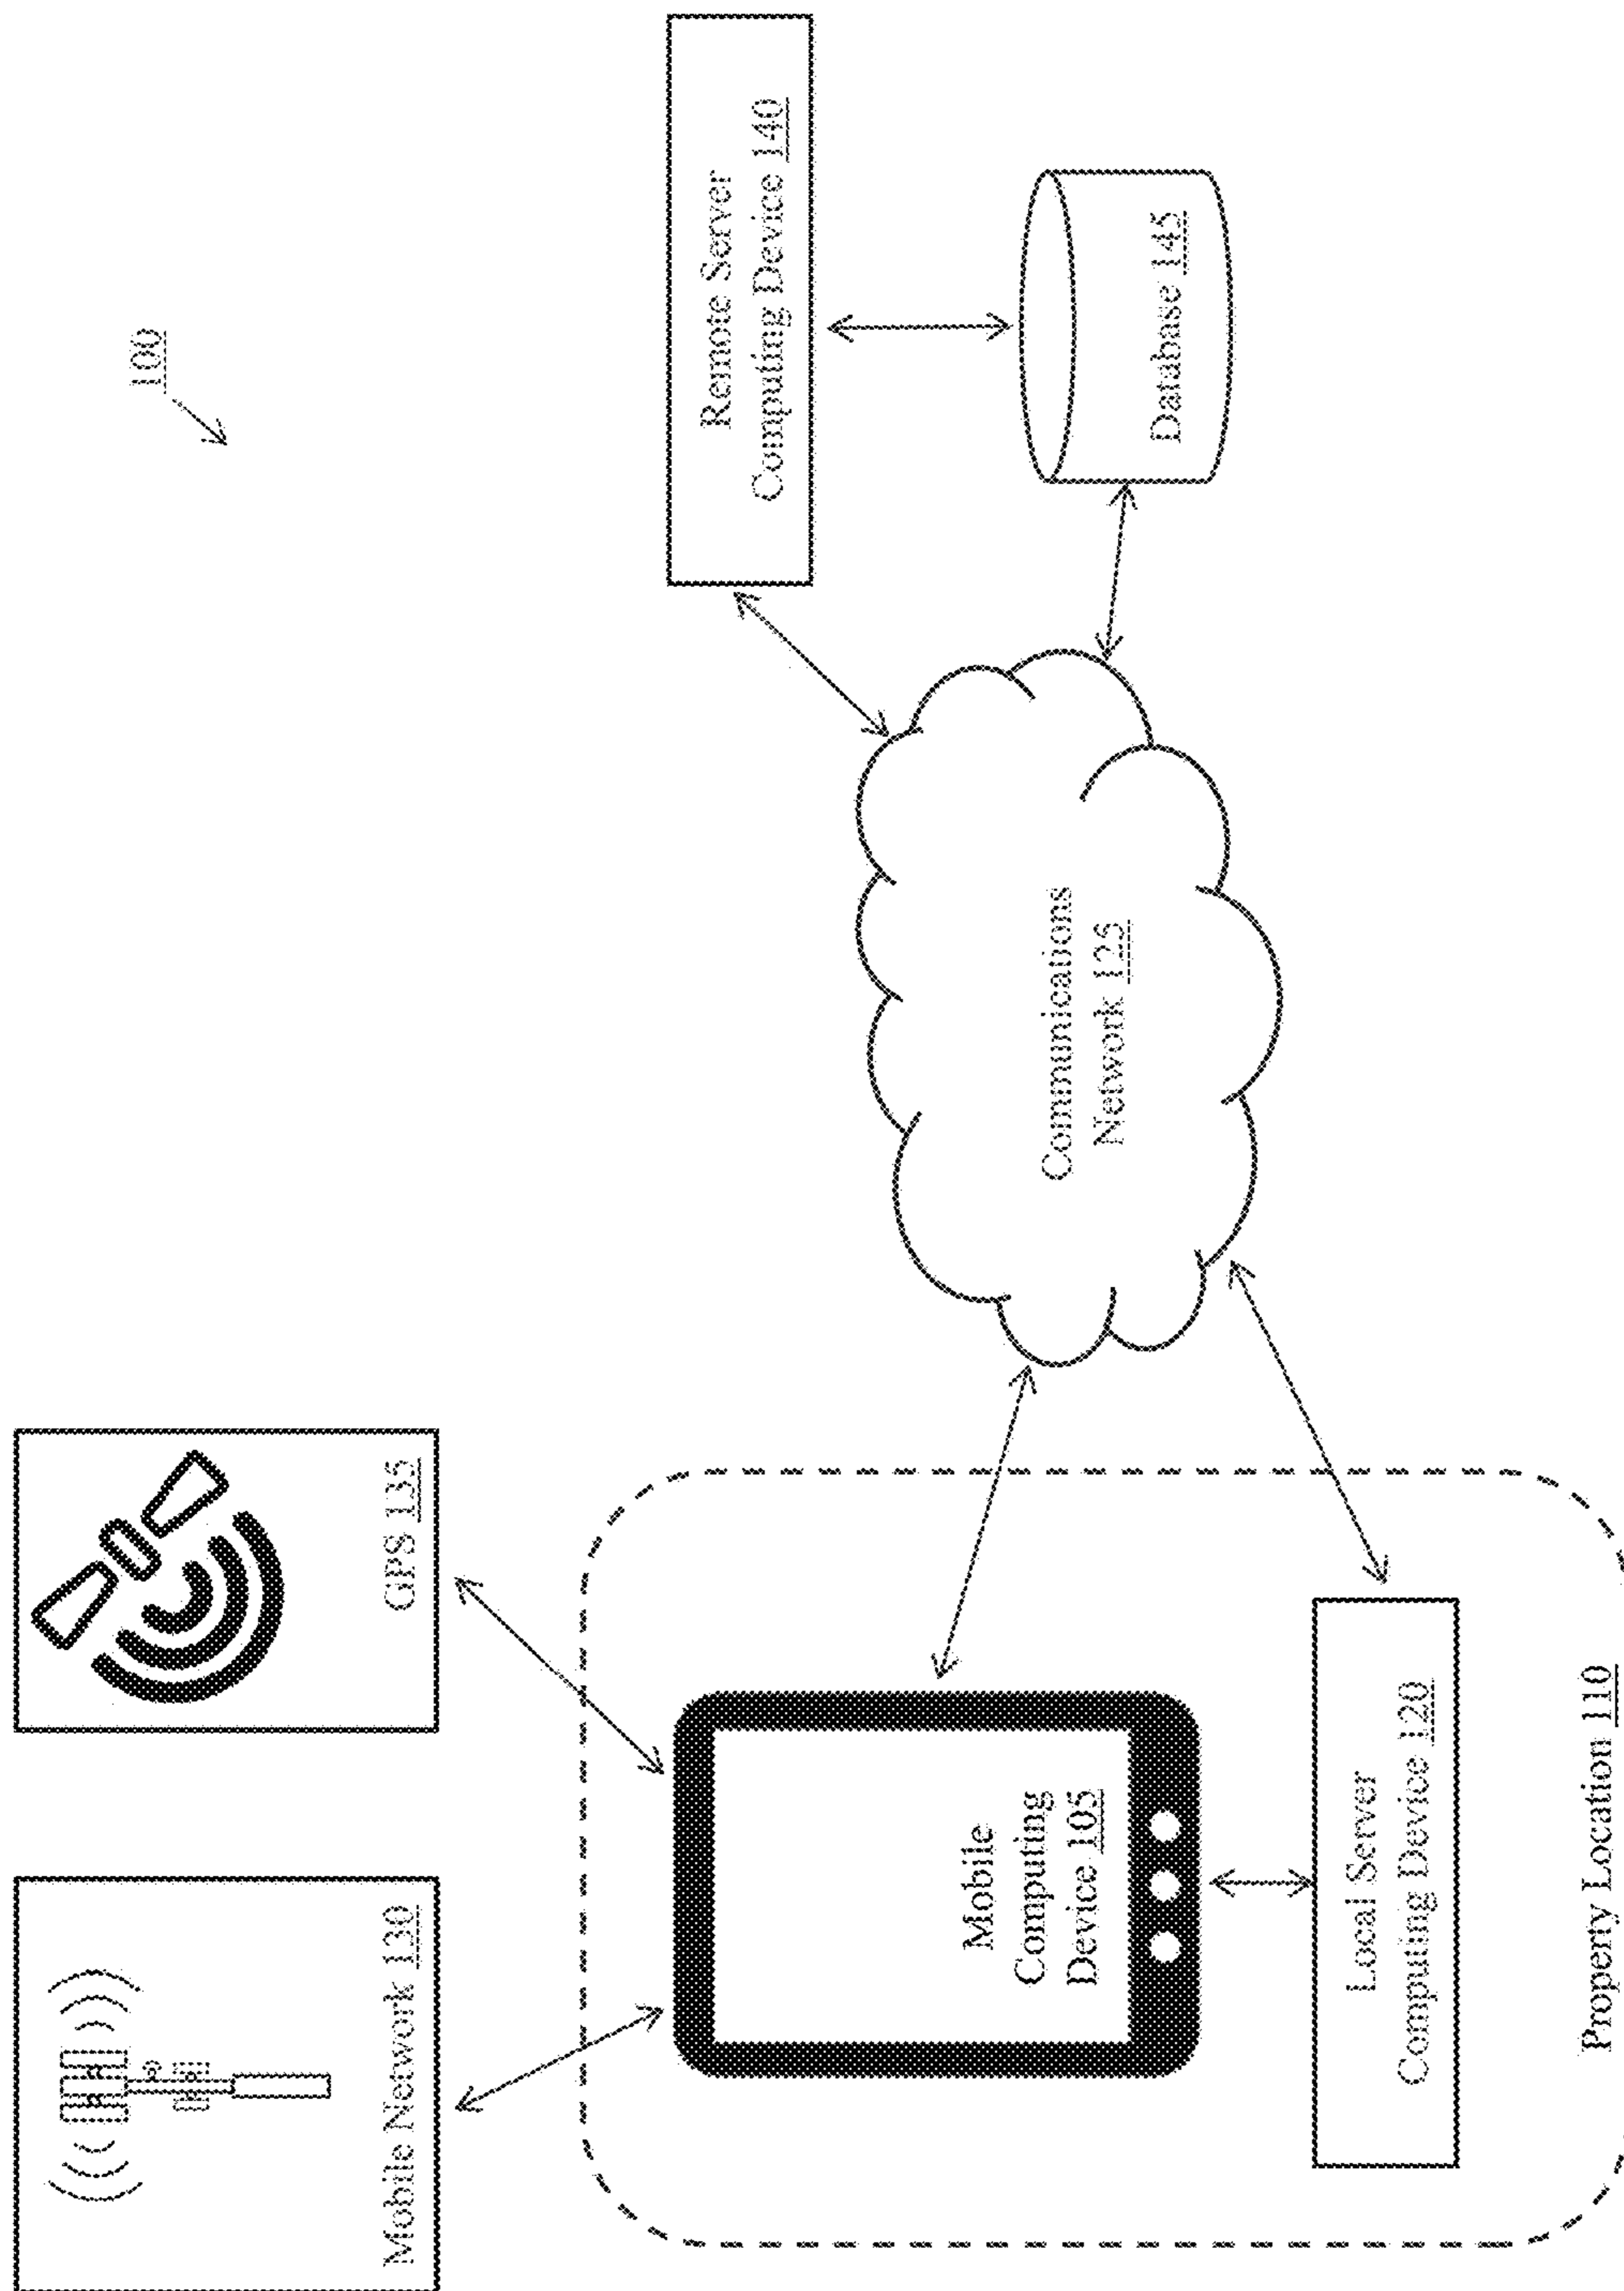 100
Mobile Network 130
GPS 135
Remote Server
Computing Device 140
Mobile
Computing
Device 105
Communications
Network 125
Database 145
Local Server
Computing Device 120
Property Location 110